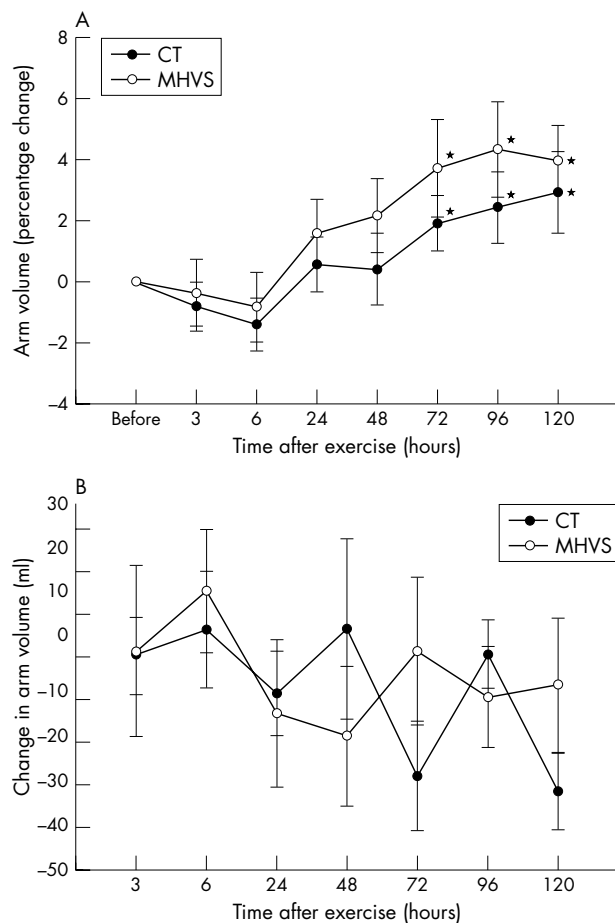 A
8
6
4
2
0
–2
–4
Arm volume (percentage change)
CT
MHVS
★
★
★
★
★
★
Before 3 6 24 48 72 96 120
Time after exercise (hours)
B
30
20
10
0
–10
–20
–30
–40
–50
Change in arm volume (ml)
CT
MHVS
3 6 24 48 72 96 120
Time after exercise (hours)